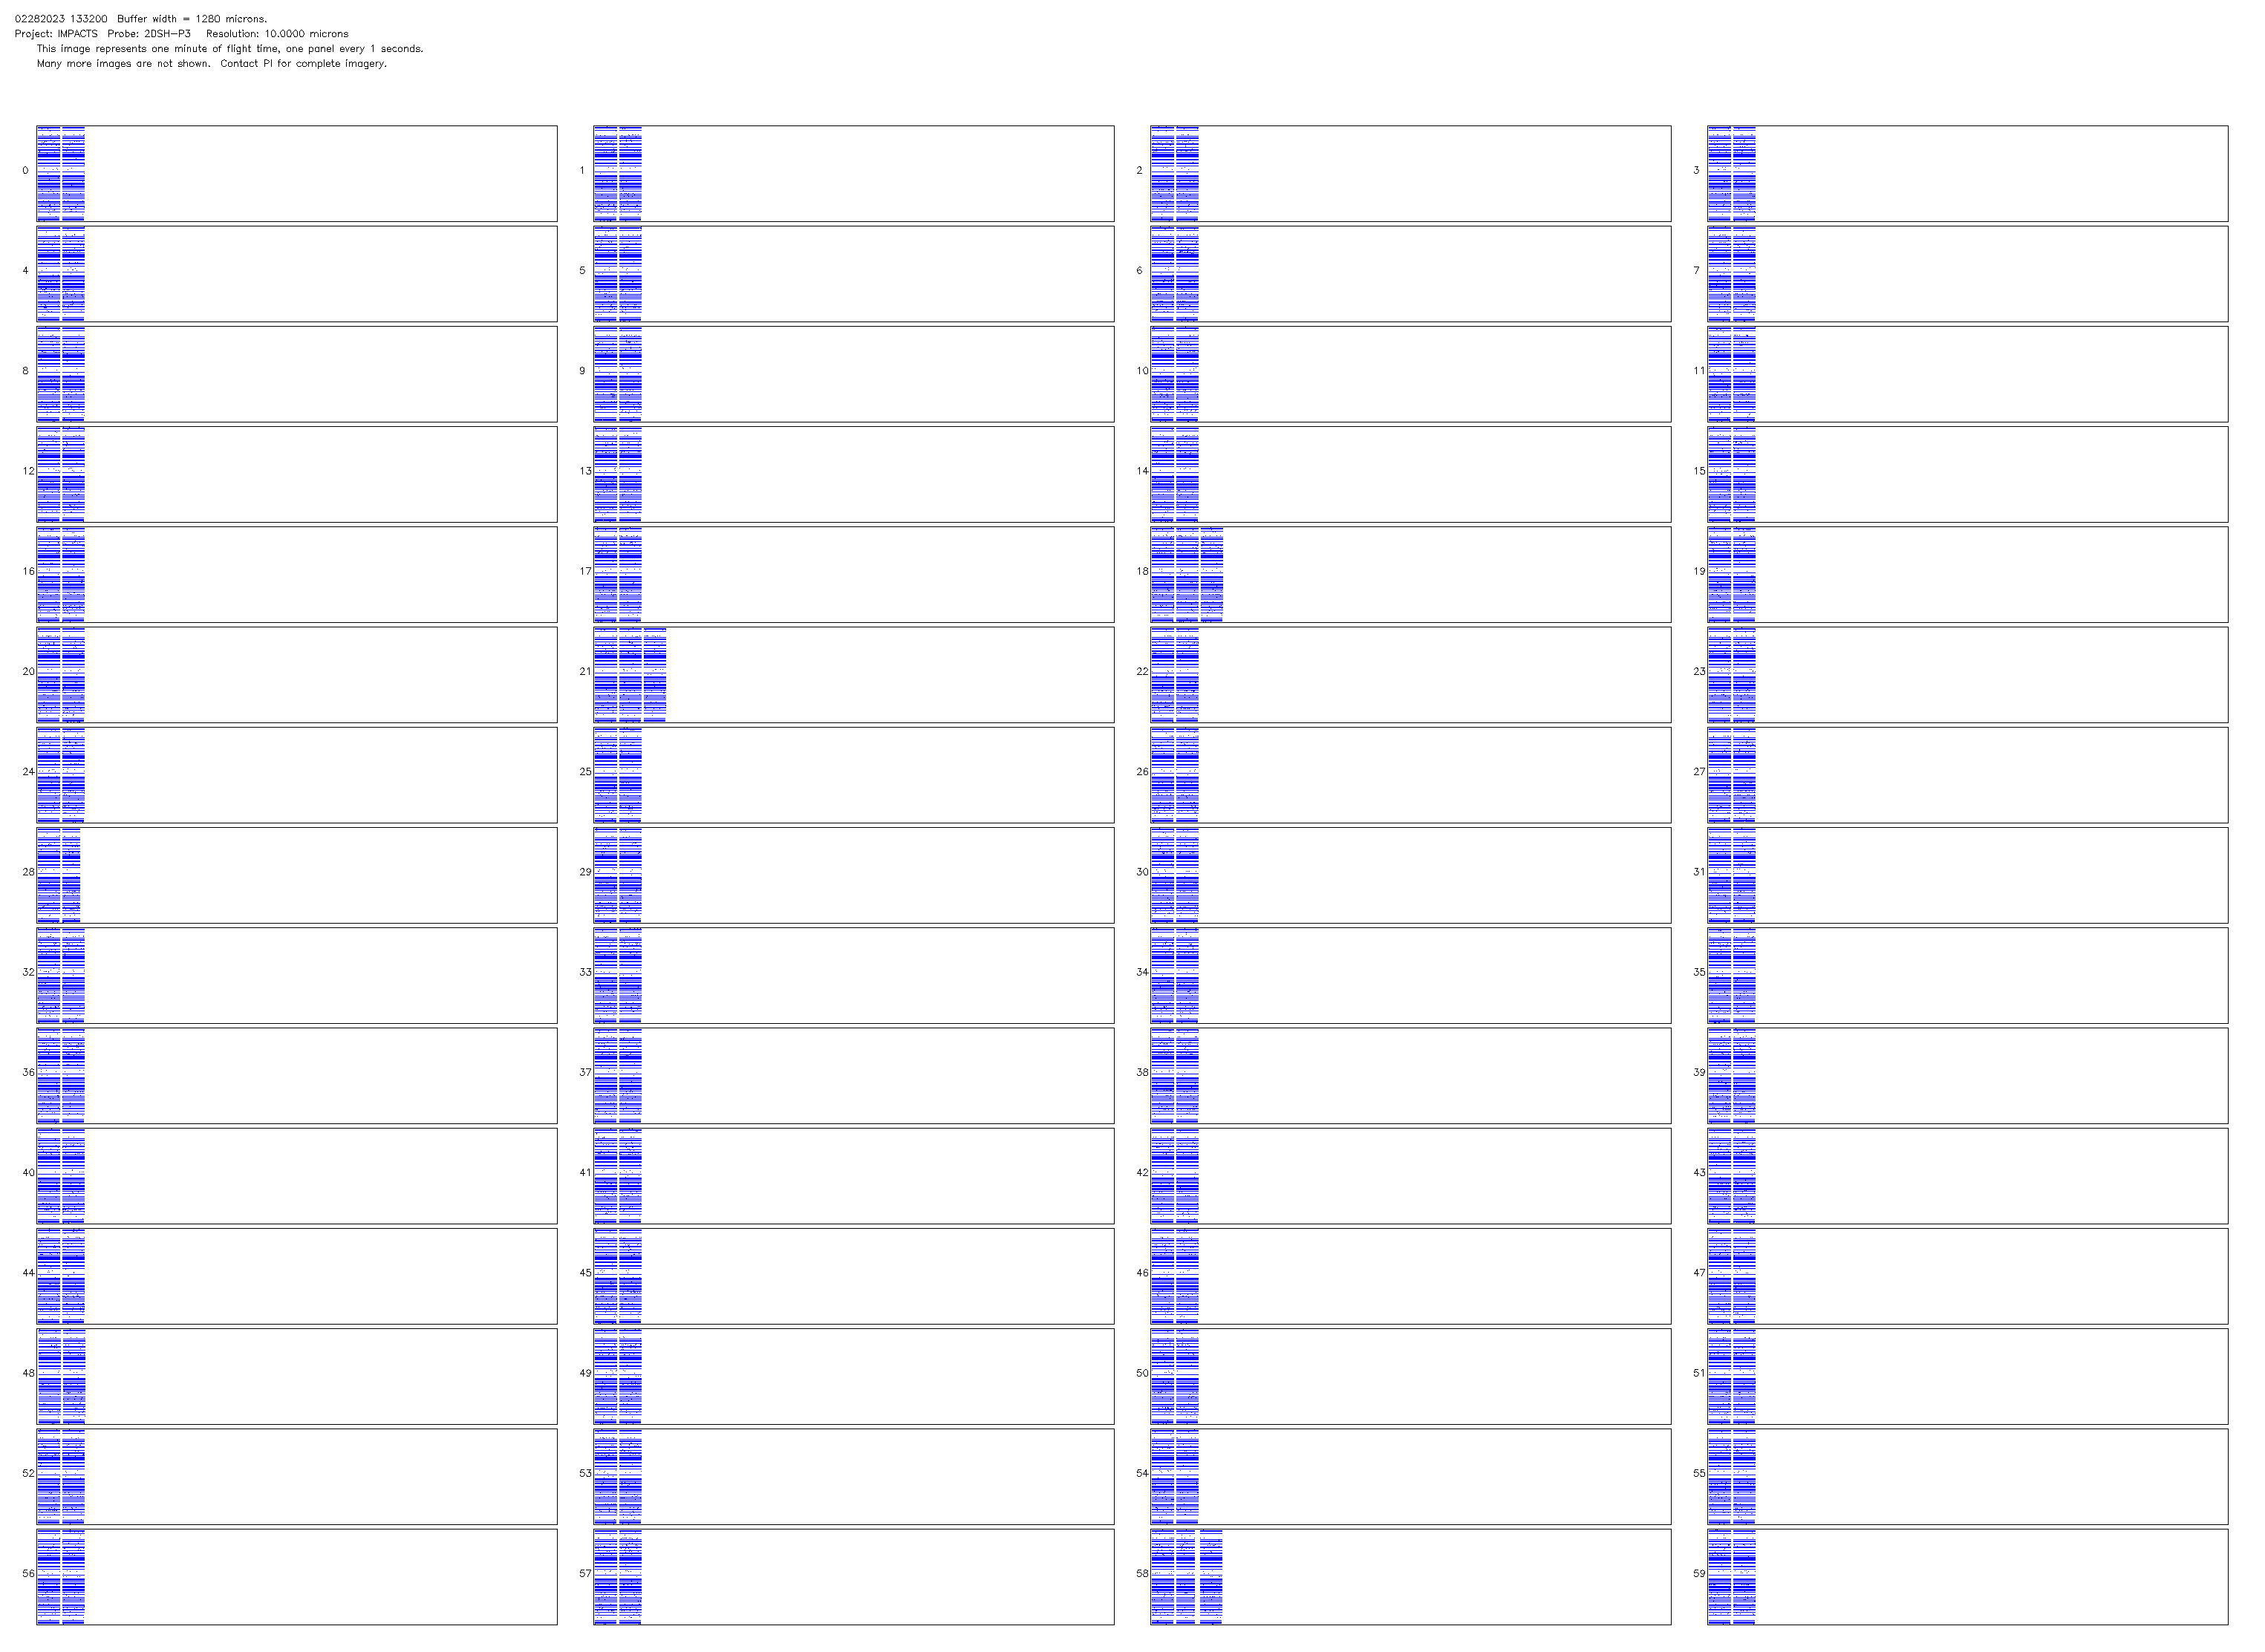 02282023 133200  Buffer width = 1280 microns.
Project: IMPACTS  Probe: 2DSH-P3   Resolution: 10.0000 microns
This image represents one minute of flight time, one panel every 1 seconds.
Many more images are not shown.  Contact PI for complete imagery.
0 1 2 3
4 5 6 7
8 9 10 11
12 13 14 15
16 17 18 19
20 21 22 23
24 25 26 27
28 29 30 31
32 33 34 35
36 37 38 39
40 41 42 43
44 45 46 47
48 49 50 51
52 53 54 55
56 57 58 59